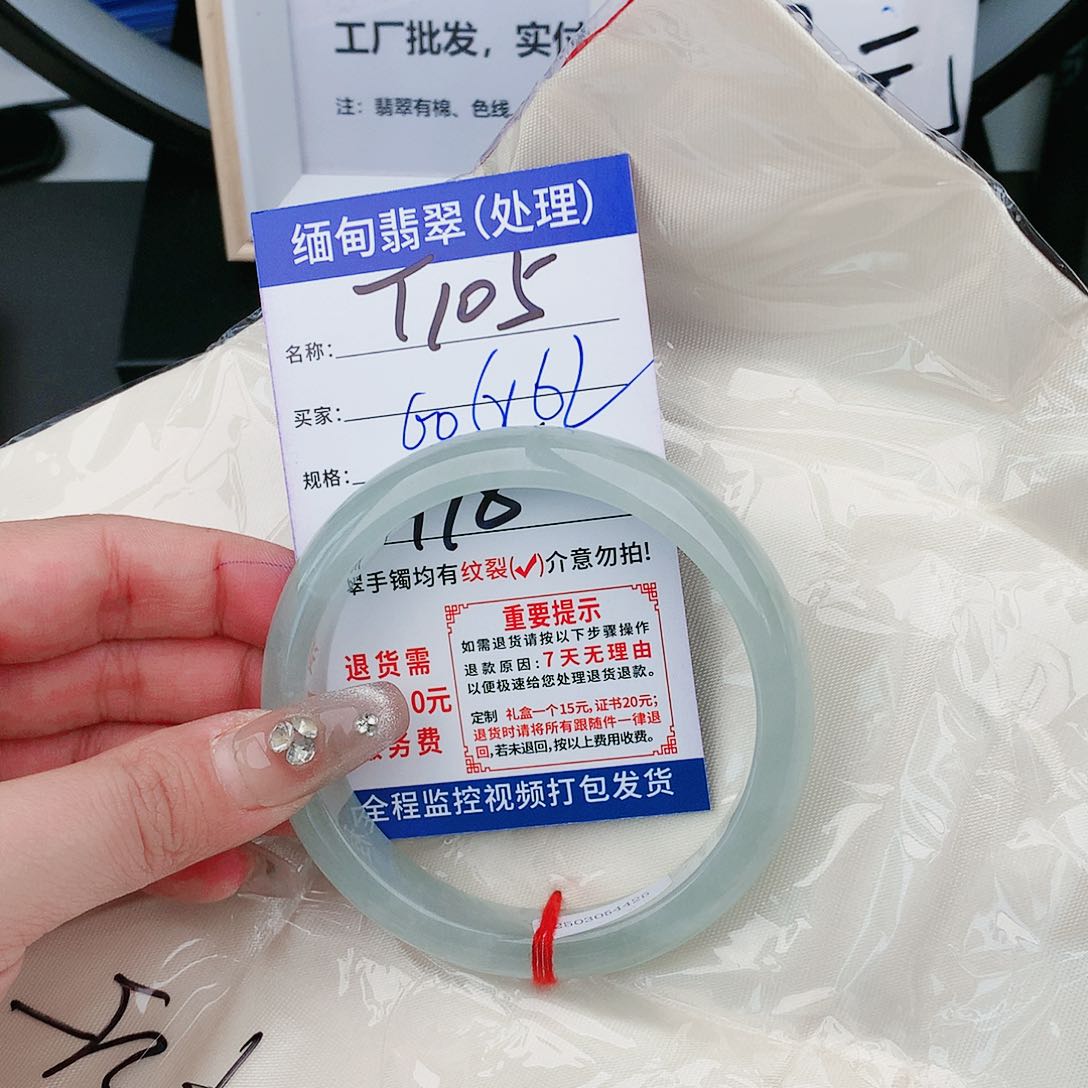 工厂批发，实付
注：翡翠有棉、色线
缅甸翡翠(处理)
T105
名称：
买家：
规格：
118
翠手镯均有纹裂(✓)介意勿拍!
重要提示
如需退货请按以下步骤操作
退款原因:7天无理由
以便极速给您处理退货退款。
定制 礼盒一个15元,证书20元;
退货时请将所有跟随件一律退
回,若未退回,按以上费用收费。
退货需
0元
务费
全程监控视频打包发货